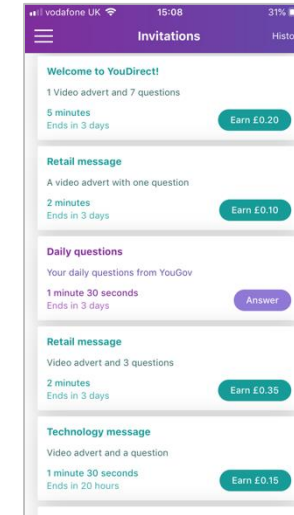 vodafone UK 15:08 31%
Invitations Histo
Welcome to YouDirect!
1 Video advert and 7 questions
5 minutes
Ends in 3 days
Earn £0.20
Retail message
A video advert with one question
2 minutes
Ends in 3 days
Earn £0.10
Daily questions
Your daily questions from YouGov
1 minute 30 seconds
Ends in 3 days
Answer
Retail message
Video advert and 3 questions
2 minutes
Ends in 3 days
Earn £0.35
Technology message
Video advert and a question
1 minute 30 seconds
Ends in 20 hours
Earn £0.15